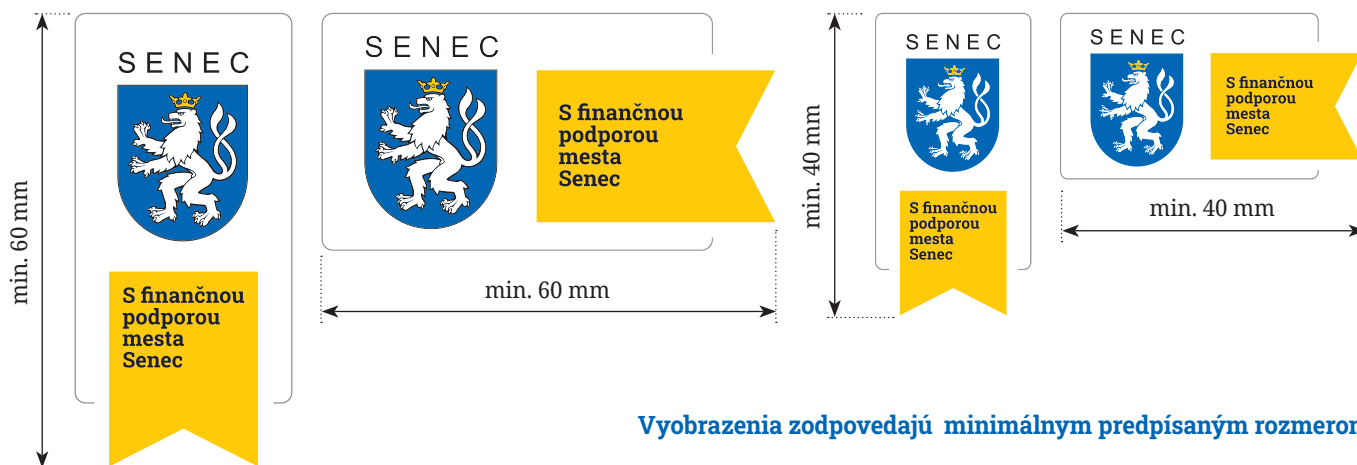 SENEC
S finančnou
podporou
mesta
Senec
min. 60 mm
SENEC
S finančnou
podporou
mesta
Senec
min. 60 mm
SENEC
S finančnou
podporou
mesta
Senec
min. 40 mm
SENEC
S finančnou
podporou
mesta
Senec
min. 40 mm
Vyobrazenia zodpovedajú minimálnym predpísaným